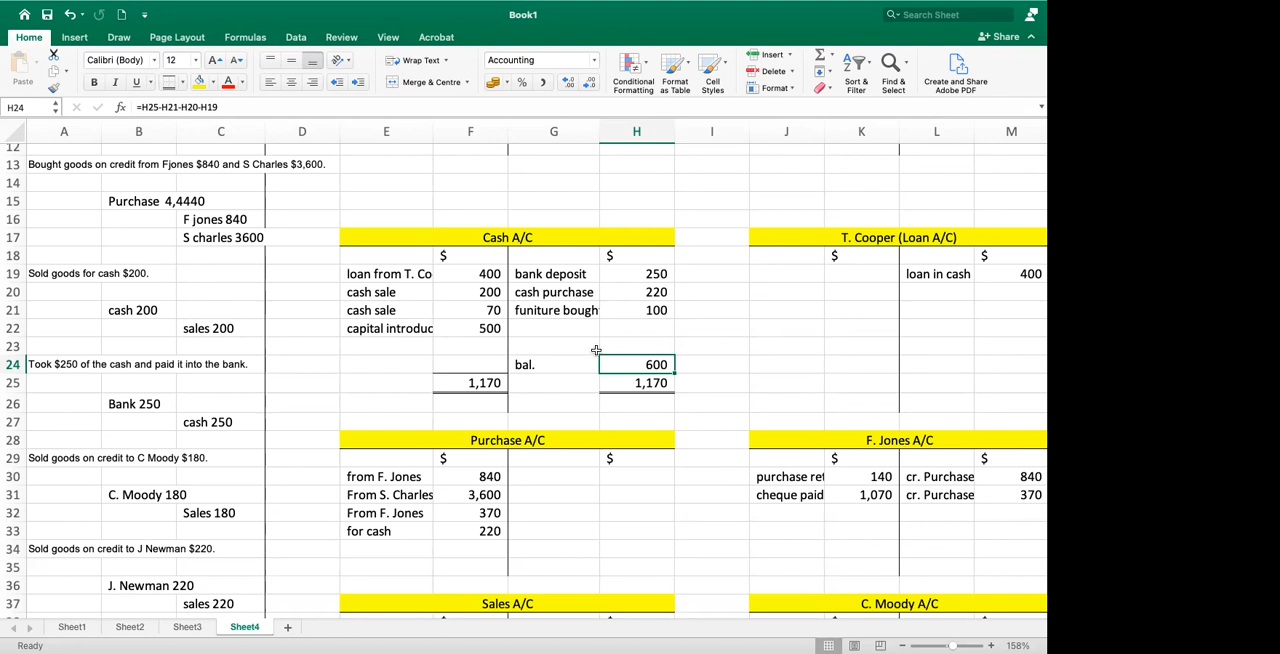 Book1
Search Sheet
Home Insert Draw Page Layout Formulas Data Review View Acrobat
Share
Paste
Calibri (Body) 12
Wrap Text
Merge & Centre
Accounting
Conditional Formatting
Format as Table
Cell Styles
Insert
Delete
Format
Sort & Filter
Find & Select
Create and Share Adobe PDF
H24 fx =H25-H21-H20-H19
A B C D E F G H I J K L M
12
13 Bought goods on credit from Fjones $840 and S Charles $3,600.
14
15 Purchase 4,4440
16 F jones 840
17 S charles 3600 Cash A/C T. Cooper (Loan A/C)
18 $ $ $ $
19 Sold goods for cash $200. loan from T. Co 400 bank deposit 250 loan in cash 400
20 cash sale 200 cash purchase 220
21 cash 200 cash sale 70 funiture bough 100
22 sales 200 capital introduc 500
23
24 Took $250 of the cash and paid it into the bank. bal. 600
25 1,170 1,170
26 Bank 250
27 cash 250
28 Purchase A/C F. Jones A/C
29 Sold goods on credit to C Moody $180. $ $ $ $
30 from F. Jones 840 purchase ret 140 cr. Purchase 840
31 C. Moody 180 From S. Charles 3,600 cheque paid 1,070 cr. Purchase 370
32 Sales 180 From F. Jones 370
33 for cash 220
34 Sold goods on credit to J Newman $220.
35
36 J. Newman 220
37 sales 220 Sales A/C C. Moody A/C
Sheet1 Sheet2 Sheet3 Sheet4 +
Ready 158%